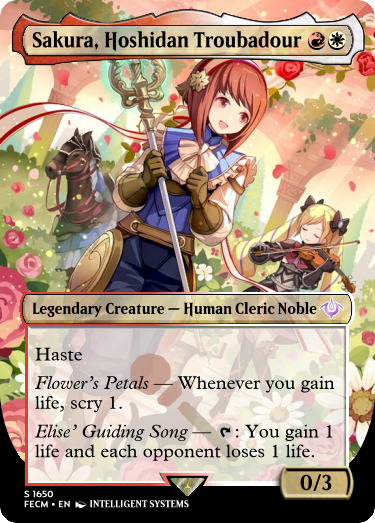 Sakura, Hoshidan Troubadour
Legendary Creature — Human Cleric Noble
Haste
Flower's Petals — Whenever you gain
life, scry 1.
Elise' Guiding Song — : You gain 1
life and each opponent loses 1 life.
0/3
S 1650
FECM • EN INTELLIGENT SYSTEMS